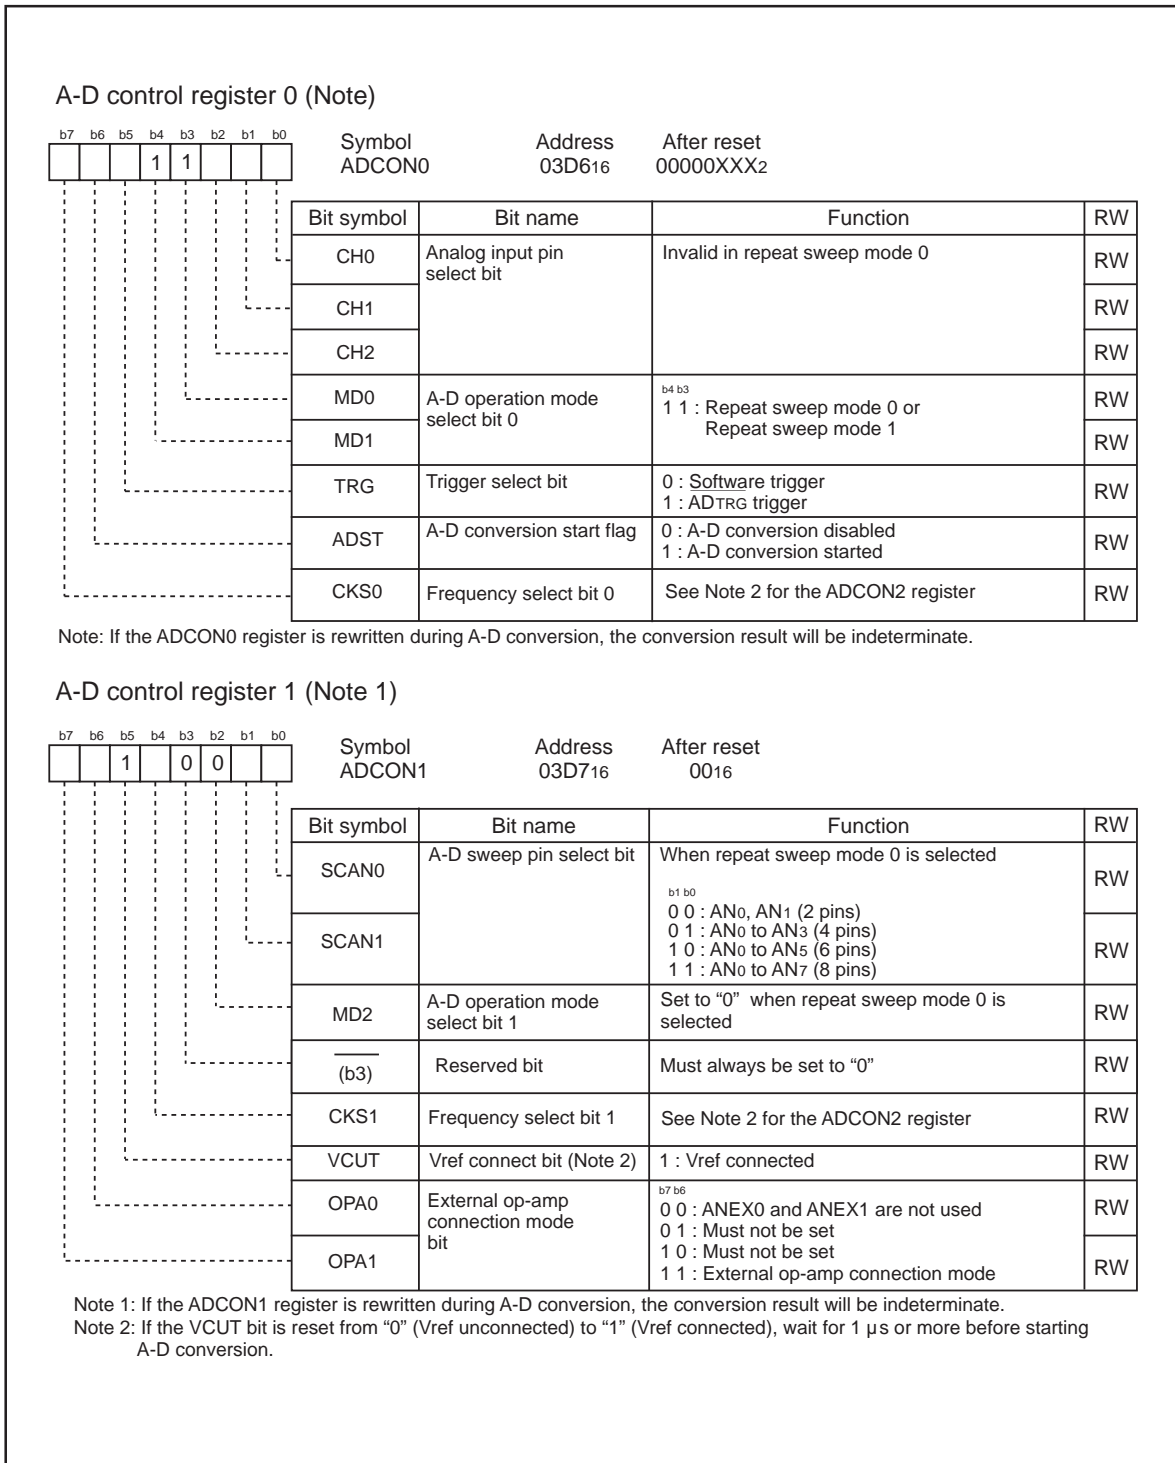 A-D control register 0 (Note)
b7 b6 b5 b4 b3 b2 b1 b0
1 1
Symbol Address After reset
ADCON0 03D616 00000XXX2
Bit symbol Bit name Function RW
CH0 Analog input pin select bit Invalid in repeat sweep mode 0 RW
CH1 RW
CH2 RW
MD0 A-D operation mode select bit 0 RW
b4 b3
1 1 : Repeat sweep mode 0 or
Repeat sweep mode 1
MD1 RW
TRG Trigger select bit 0 : Software trigger RW
1 : ADTRG trigger
ADST A-D conversion start flag 0 : A-D conversion disabled RW
1 : A-D conversion started
CKS0 Frequency select bit 0 See Note 2 for the ADCON2 register RW
Note: If the ADCON0 register is rewritten during A-D conversion, the conversion result will be indeterminate.
A-D control register 1 (Note 1)
b7 b6 b5 b4 b3 b2 b1 b0
1 0 0
Symbol Address After reset
ADCON1 03D716 0016
Bit symbol Bit name Function RW
SCAN0 A-D sweep pin select bit When repeat sweep mode 0 is selected RW
b1 b0
0 0 : AN0, AN1 (2 pins)
0 1 : AN0 to AN3 (4 pins)
1 0 : AN0 to AN5 (6 pins)
1 1 : AN0 to AN7 (8 pins)
SCAN1 RW
MD2 A-D operation mode select bit 1 Set to “0” when repeat sweep mode 0 is selected RW
(b3) Reserved bit Must always be set to “0” RW
CKS1 Frequency select bit 1 See Note 2 for the ADCON2 register RW
VCUT Vref connect bit (Note 2) 1 : Vref connected RW
OPA0 External op-amp connection mode bit RW
b7 b6
0 0 : ANEX0 and ANEX1 are not used
0 1 : Must not be set
1 0 : Must not be set
1 1 : External op-amp connection mode
OPA1 RW
Note 1: If the ADCON1 register is rewritten during A-D conversion, the conversion result will be indeterminate.
Note 2: If the VCUT bit is reset from “0” (Vref unconnected) to “1” (Vref connected), wait for 1 µs or more before starting
A-D conversion.